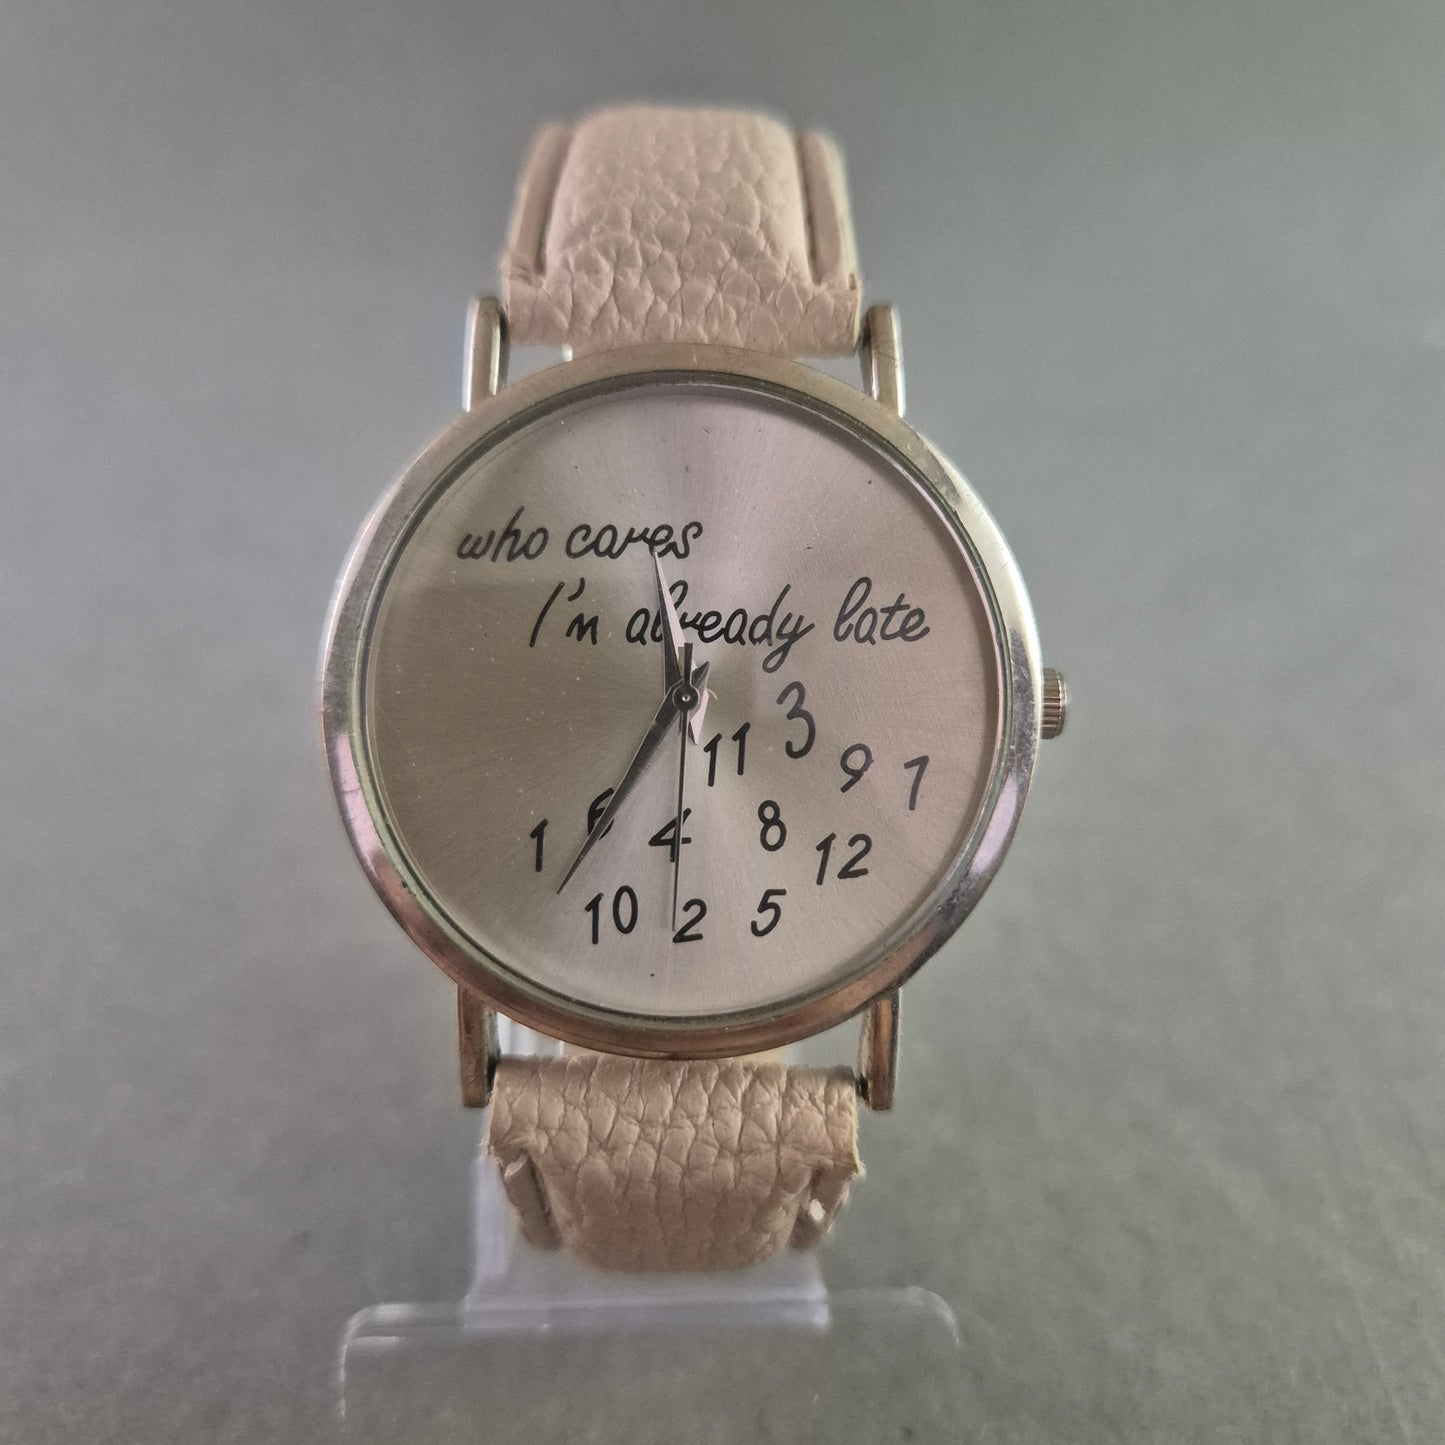 who cares
I'm already late
3
11
9 7
1 6 4 8 12
10 2 5